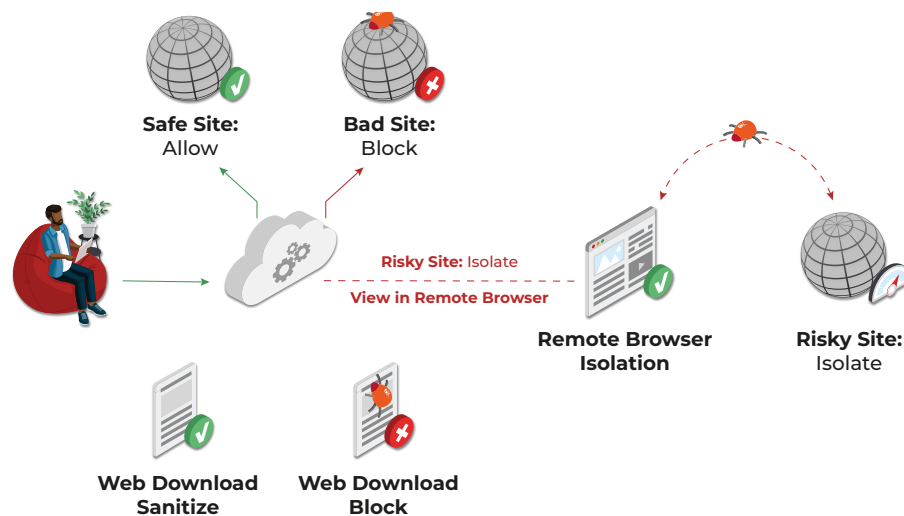 Safe Site:
Allow
Bad Site:
Block
Risky Site: Isolate
View in Remote Browser
Remote Browser
Isolation
Risky Site:
Isolate
Web Download
Sanitize
Web Download
Block